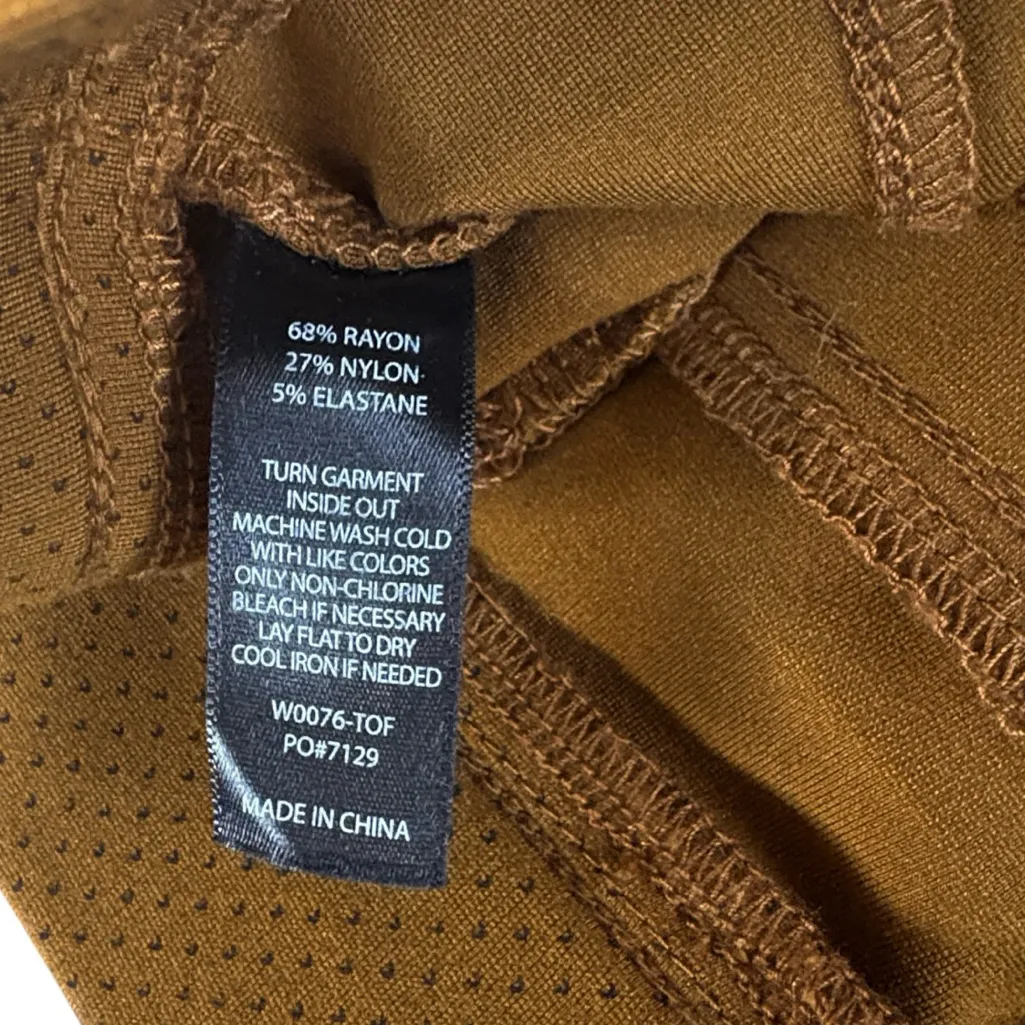 68% RAYON
27% NYLON
5% ELASTANE
TURN GARMENT
INSIDE OUT
MACHINE WASH COLD
WITH LIKE COLORS
ONLY NON-CHLORINE
BLEACH IF NECESSARY
LAY FLAT TO DRY
COOL IRON IF NEEDED
W0076-TOF
PO#7129
MADE IN CHINA